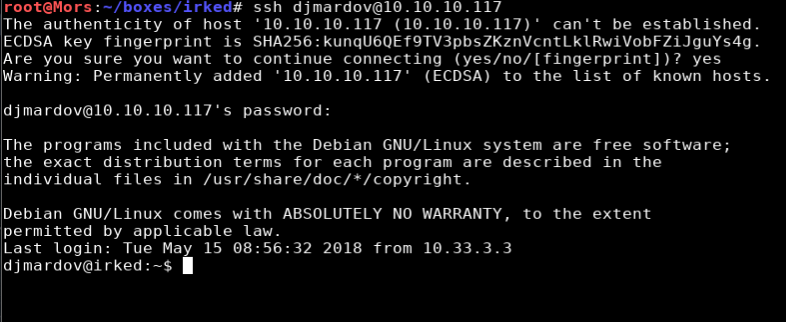 root@Mors:~/boxes/irked# ssh djmardov@10.10.10.117
The authenticity of host '10.10.10.117 (10.10.10.117)' can't be established.
ECDSA key fingerprint is SHA256:kunqU6QEf9TV3pbsZKznVcntLklRwiVobFZiJguYs4g.
Are you sure you want to continue connecting (yes/no/[fingerprint])? yes
Warning: Permanently added '10.10.10.117' (ECDSA) to the list of known hosts.
djmardov@10.10.10.117's password:
The programs included with the Debian GNU/Linux system are free software;
the exact distribution terms for each program are described in the
individual files in /usr/share/doc/*/copyright.
Debian GNU/Linux comes with ABSOLUTELY NO WARRANTY, to the extent
permitted by applicable law.
Last login: Tue May 15 08:56:32 2018 from 10.33.3.3
djmardov@irked:~$